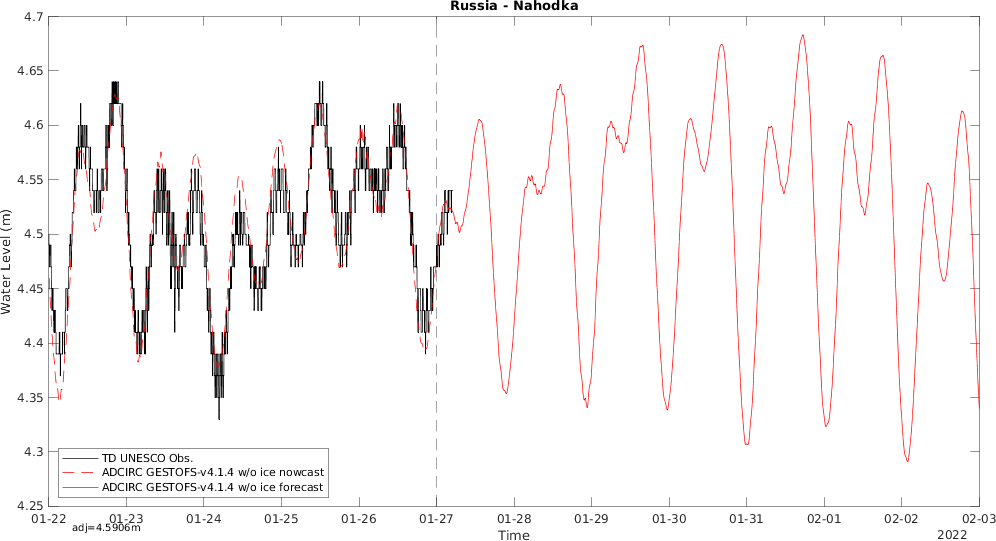 Russia - Nahodka
4.7
4.65
4.6
4.55
4.5
4.45
4.4
4.35
4.3
4.25
Water Level (m)
TD UNESCO Obs.
ADCIRC GESTOFS-v4.1.4 w/o ice nowcast
ADCIRC GESTOFS-v4.1.4 w/o ice forecast
01-22 01-23 01-24 01-25 01-26 01-27 01-28 01-29 01-30 01-31 02-01 02-02 02-03
adj=4.5906m
Time
2022